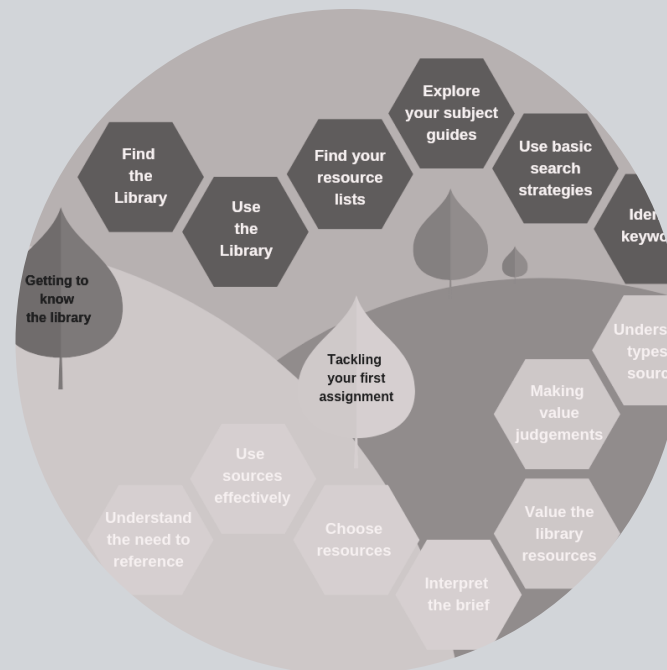 Find
the
Library
Use
the
Library
Find your
resource
lists
Explore
your subject
guides
Use basic
search
strategies
Getting to
know
the library
Tackling
your first
assignment
Making
value
judgements
Value the
library
resources
Use
sources
effectively
Understand
the need to
reference
Choose
resources
Interpret
the brief
types